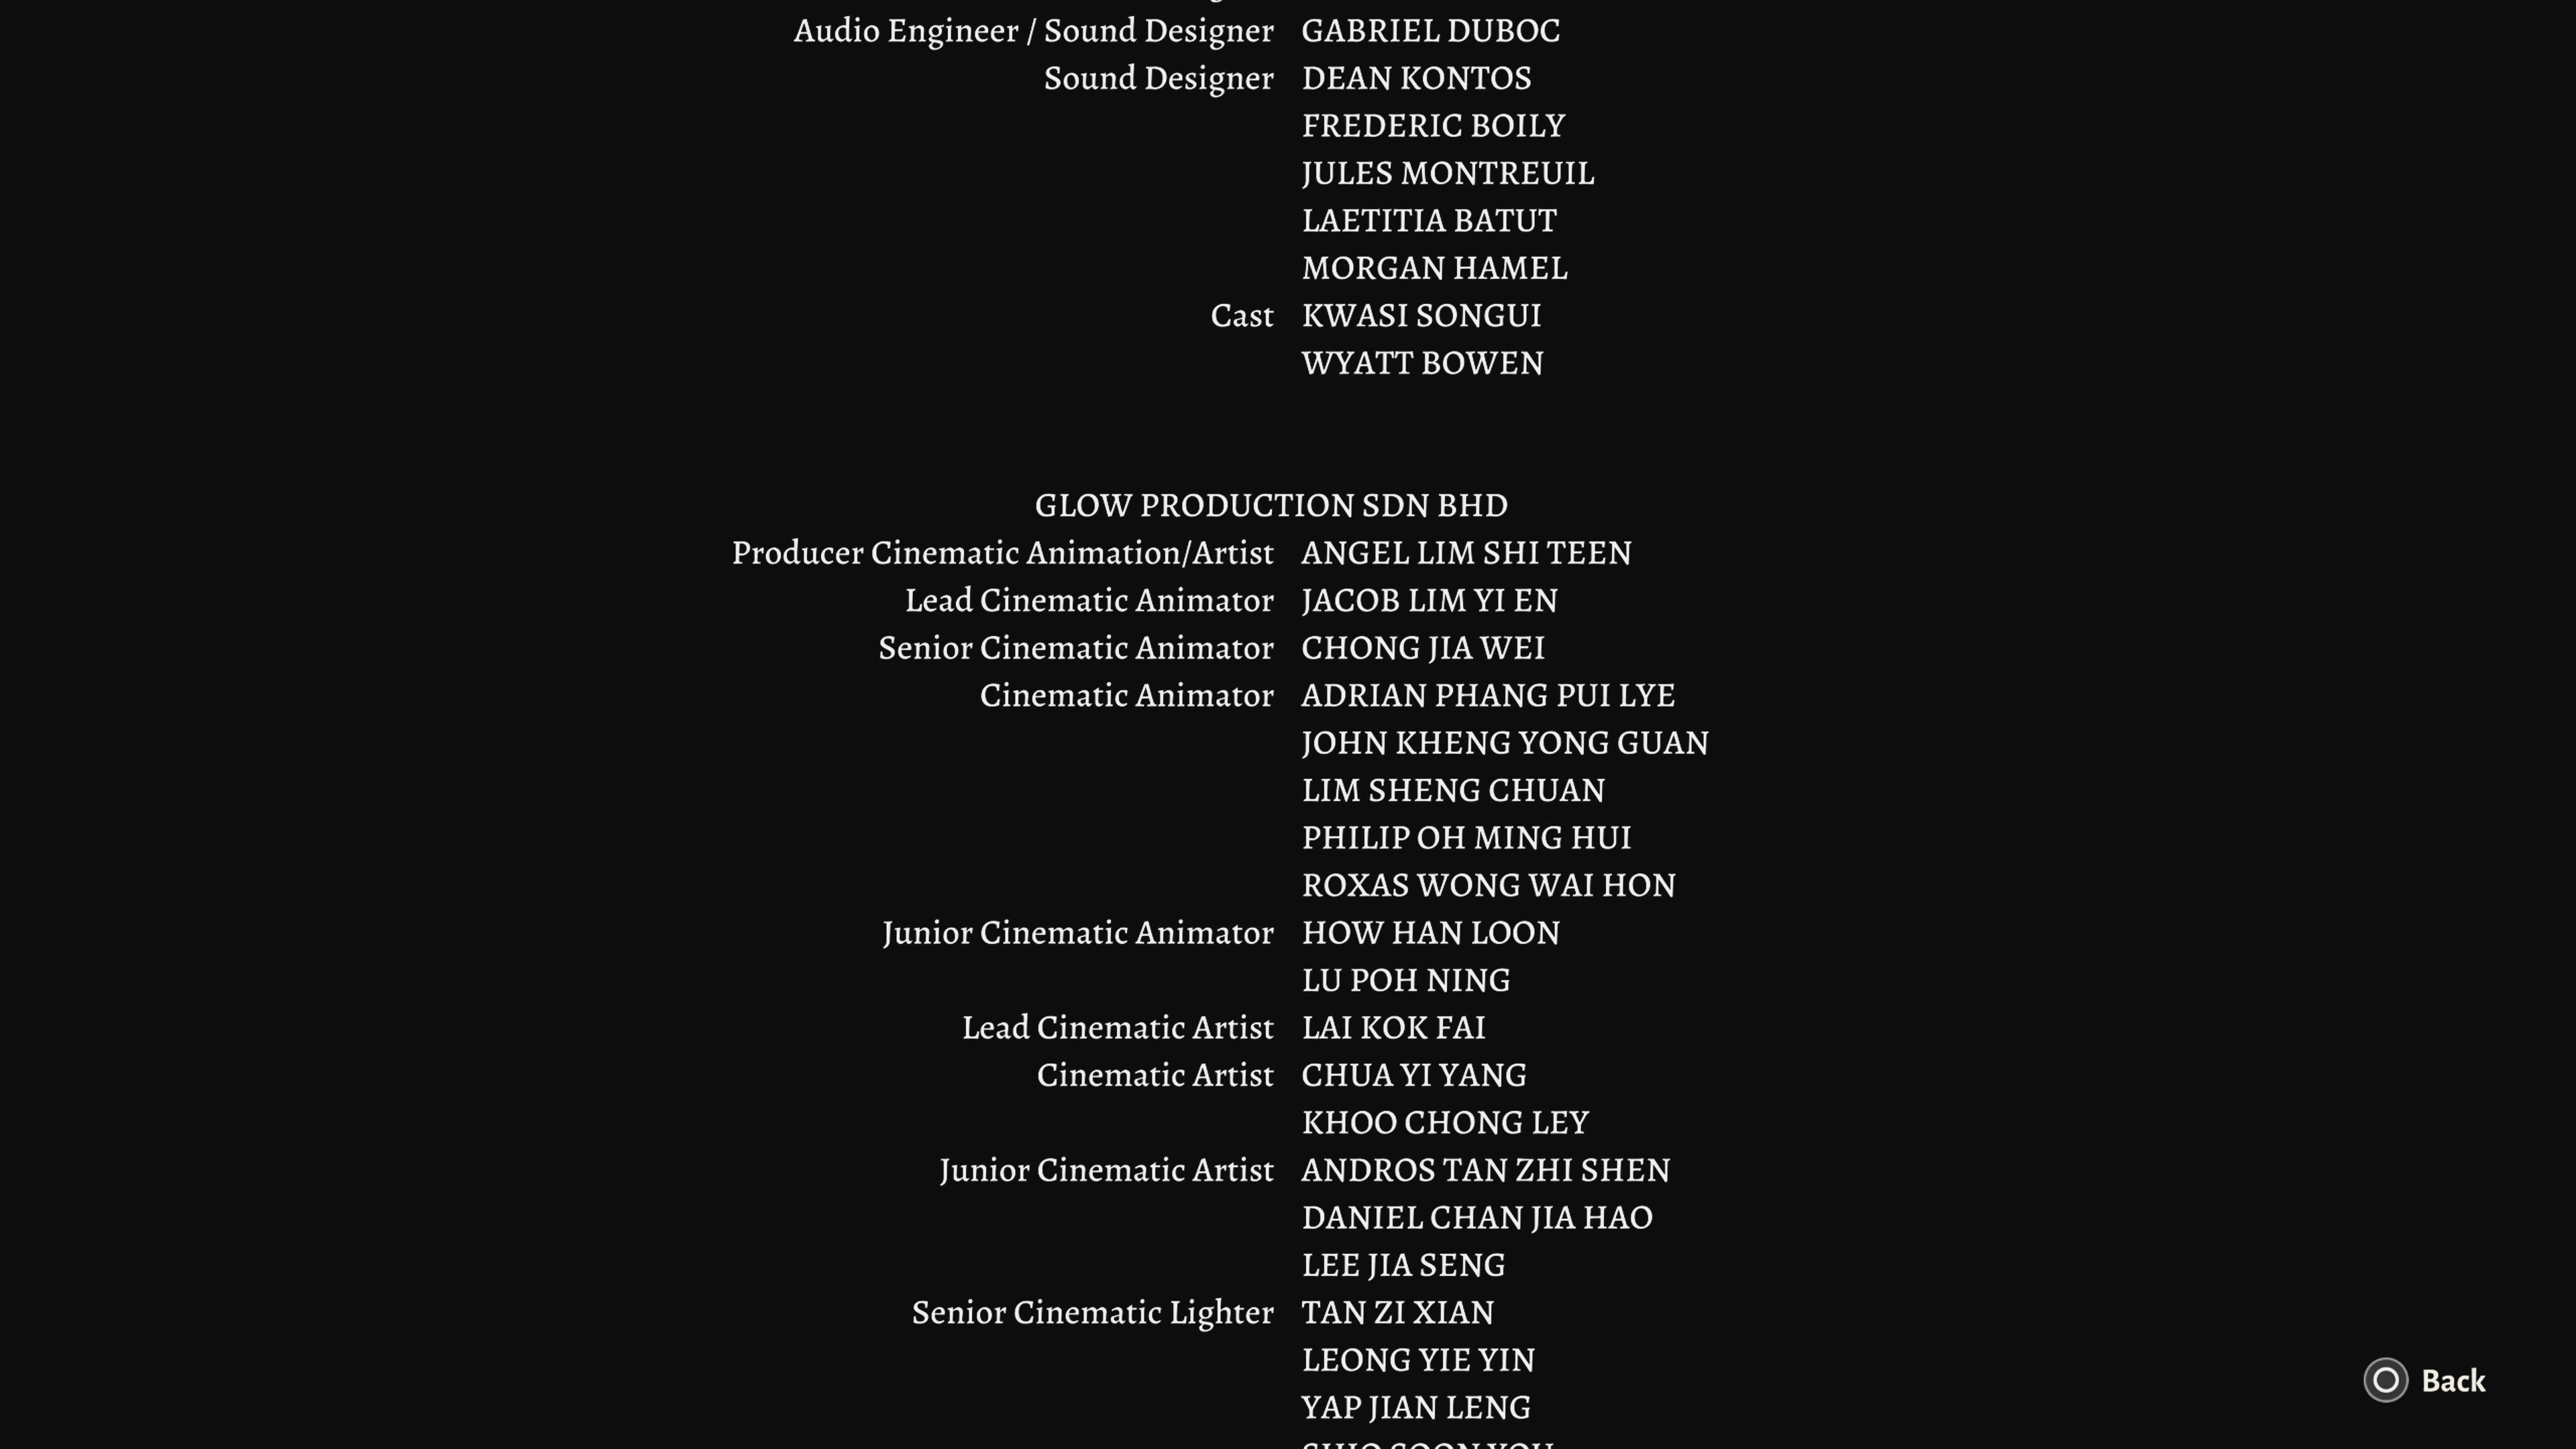 Audio Engineer / Sound Designer GABRIEL DUBOC
Sound Designer DEAN KONTOS
FREDERIC BOILY
JULES MONTREUIL
LAETITIA BATUT
MORGAN HAMEL
Cast KWASI SONGUI
WYATT BOWEN
GLOW PRODUCTION SDN BHD
Producer Cinematic Animation/Artist ANGEL LIM SHI TEEN
Lead Cinematic Animator JACOB LIM YI EN
Senior Cinematic Animator CHONG JIA WEI
Cinematic Animator ADRIAN PHANG PUI LYE
JOHN KHENG YONG GUAN
LIM SHENG CHUAN
PHILIP OH MING HUI
ROXAS WONG WAI HON
Junior Cinematic Animator HOW HAN LOON
LU POH NING
Lead Cinematic Artist LAI KOK FAI
Cinematic Artist CHUA YI YANG
KHOO CHONG LEY
Junior Cinematic Artist ANDROS TAN ZHI SHEN
DANIEL CHAN JIA HAO
LEE JIA SENG
Senior Cinematic Lighter TAN ZI XIAN
LEONG YIE YIN
YAP JIAN LENG
Back